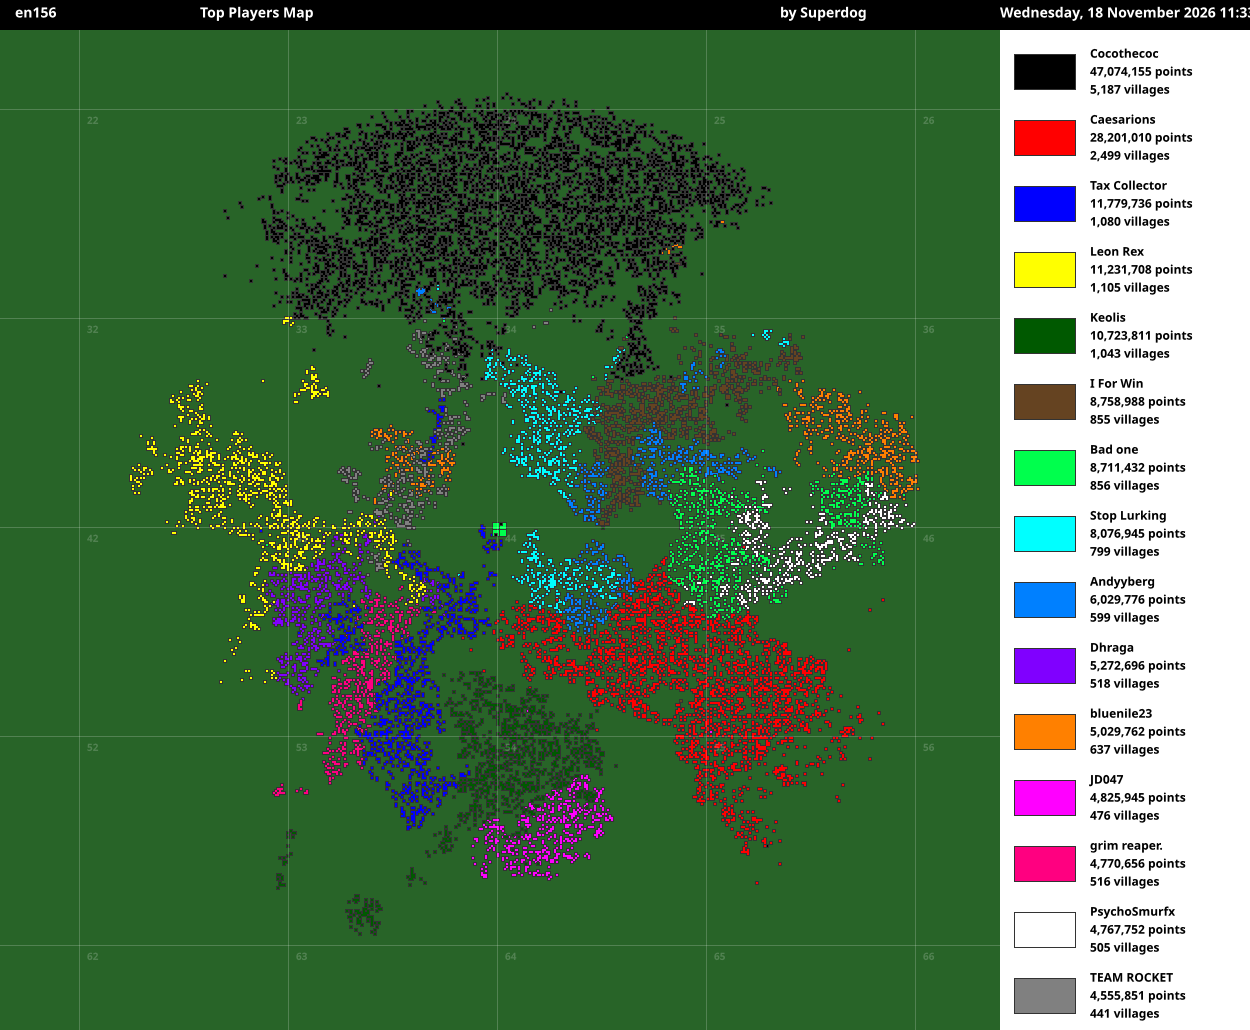 en156 Top Players Map by Superdog Wednesday, 18 November 2026 11:33
Cocothecoc
47,074,155 points
5,187 villages
Caesarions
28,201,010 points
2,499 villages
Tax Collector
11,779,736 points
1,080 villages
Leon Rex
11,231,708 points
1,105 villages
Keolis
10,723,811 points
1,043 villages
I For Win
8,758,988 points
855 villages
Bad one
8,711,432 points
856 villages
Stop Lurking
8,076,945 points
799 villages
Andyyberg
6,029,776 points
599 villages
Dhraga
5,272,696 points
518 villages
bluenile23
5,029,762 points
637 villages
JD047
4,825,945 points
476 villages
grim reaper.
4,770,656 points
516 villages
PsychoSmurfx
4,767,752 points
505 villages
TEAM ROCKET
4,555,851 points
441 villages
22 23 25 26
32 33 34 35 36
42 44 45 46
52 53 54 55 56
62 63 64 65 66